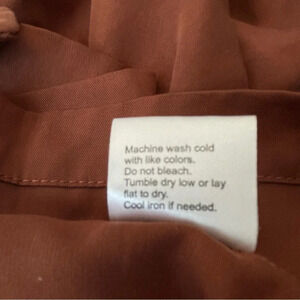 Machine wash cold
with like colors.
Do not bleach.
Tumble dry low or lay
flat to dry.
Cool iron if needed.